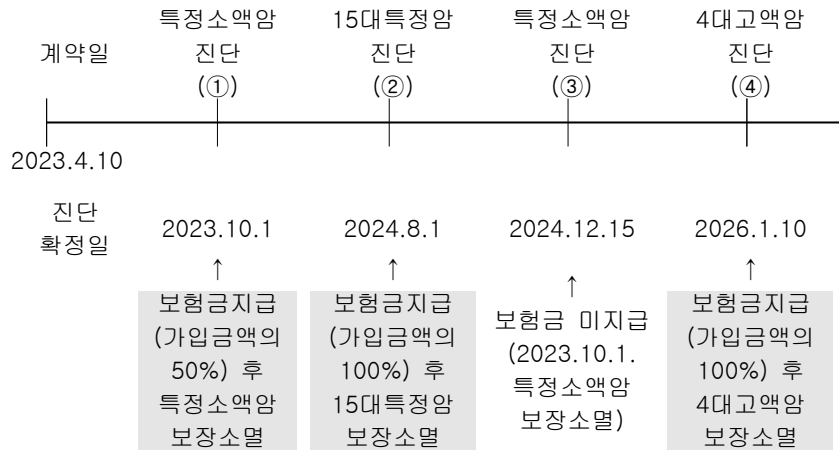 계약일
특정소액암
진단
(①)
15대특정암
진단
(②)
특정소액암
진단
(③)
4대고액암
진단
(④)
2023.4.10
진단
확정일
2023.10.1
2024.8.1
2024.12.15
2026.1.10
↑
보험금지급
(가입금액의
50%) 후
특정소액암
보장소멸
↑
보험금지급
(가입금액의
100%) 후
15대특정암
보장소멸
↑
보험금 미지급
(2023.10.1.
특정소액암
보장소멸)
↑
보험금지급
(가입금액의
100%) 후
4대고액암
보장소멸